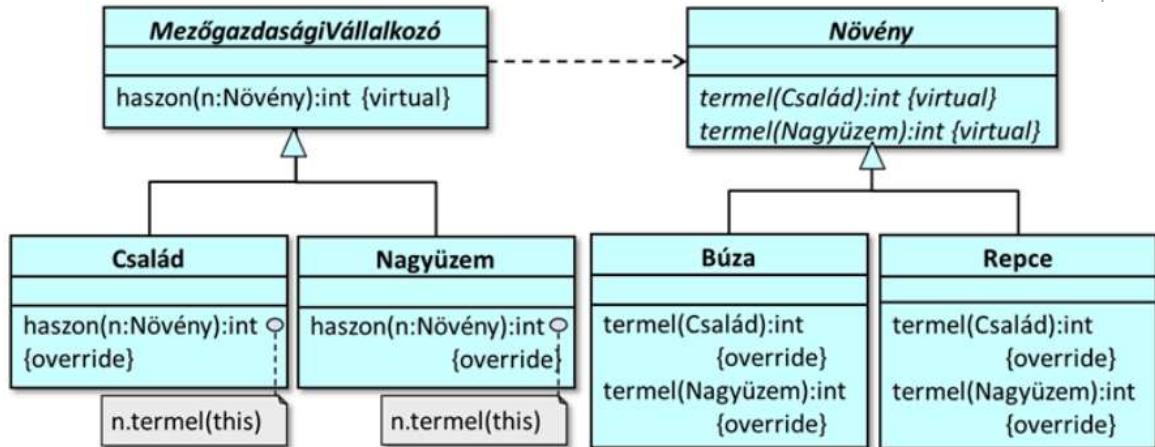 MezőgazdaságiVállalkozó
haszon(n:Növény):int {virtual}
Növény
termel(Család):int {virtual}
termel(Nagyüzem):int {virtual}
Család
haszon(n:Növény):int
{override}
n.termel(this)
Nagyüzem
haszon(n:Növény):int
{override}
n.termel(this)
Búza
termel(Család):int
{override}
termel(Nagyüzem):int
{override}
Repce
termel(Család):int
{override}
termel(Nagyüzem):int
{override}